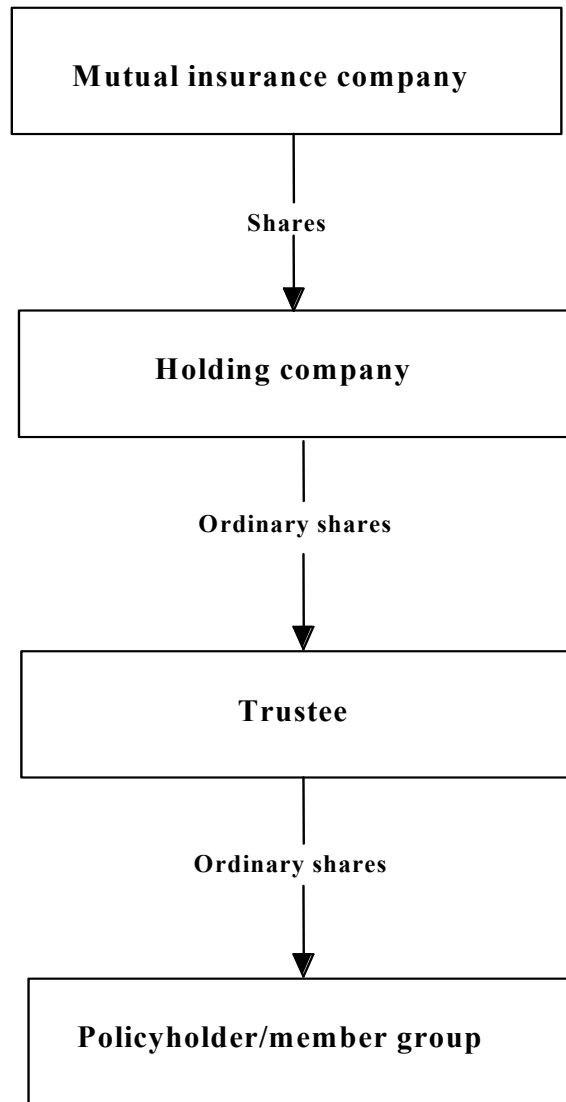 Mutual insurance company
Shares
Holding company
Ordinary shares
Trustee
Ordinary shares
Policyholder/member group